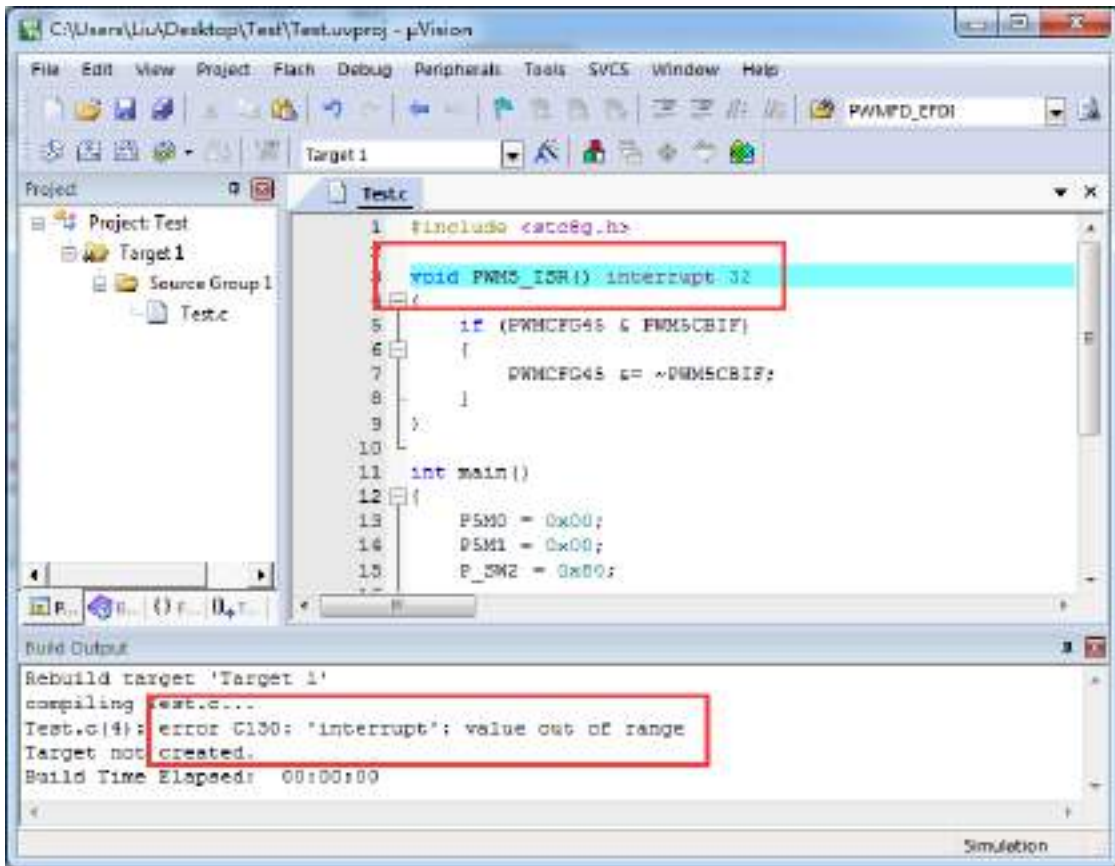 C:\Users\Liu\Desktop\Test\Test.uvproj - µVision
File Edit View Project Flash Debug Peripherals Tools SVCS Window Help
PWMFD_EFDI
Target 1
Project
Test.c
Project: Test
Target 1
Source Group 1
Test.c
1 #include <stc8g.h>
2
3 void PWM5_ISR() interrupt 32
4 {
5 if (PWMCFG45 & PWM5CBIF)
6 {
7 PWMCFG45 &= ~PWM5CBIF;
8 }
9 }
10
11 int main()
12 {
13 P5M0 = 0x00;
14 P5M1 = 0x00;
15 P_SW2 = 0x80;
Build Output
Rebuild target 'Target 1'
compiling Test.c...
Test.c(4): error C130: 'interrupt': value out of range
Target not created.
Build Time Elapsed: 00:00:00
Simulation